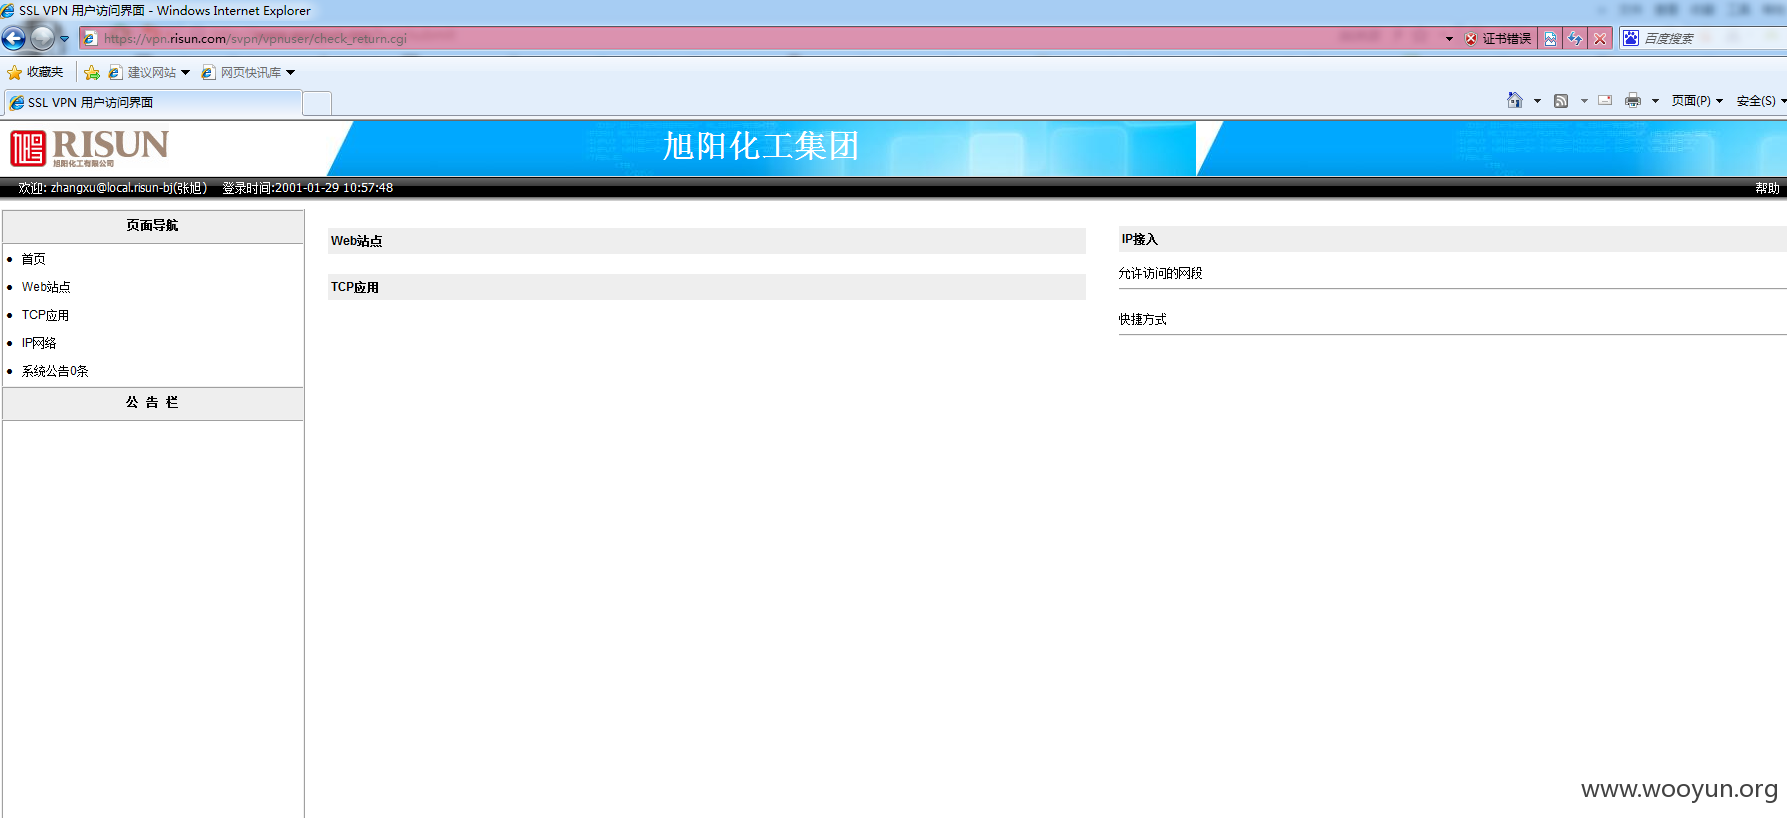 SSL VPN 用户访问界面 - Windows Internet Explorer
https://vpn.risun.com/svpn/vpnuser/check_return.cgi
证书错误
百度搜索
收藏夹
建议网站
网页快讯库
SSL VPN 用户访问界面
页面(P)
安全(S)
RISUN
旭阳化工有限公司
旭阳化工集团
欢迎: zhangxu@local.risun-bj(张旭) 登录时间:2001-01-29 10:57:48
帮助
页面导航
首页
Web站点
TCP应用
IP网络
系统公告0条
公 告 栏
Web站点
TCP应用
IP接入
允许访问的网段
快捷方式
www.wooyun.org